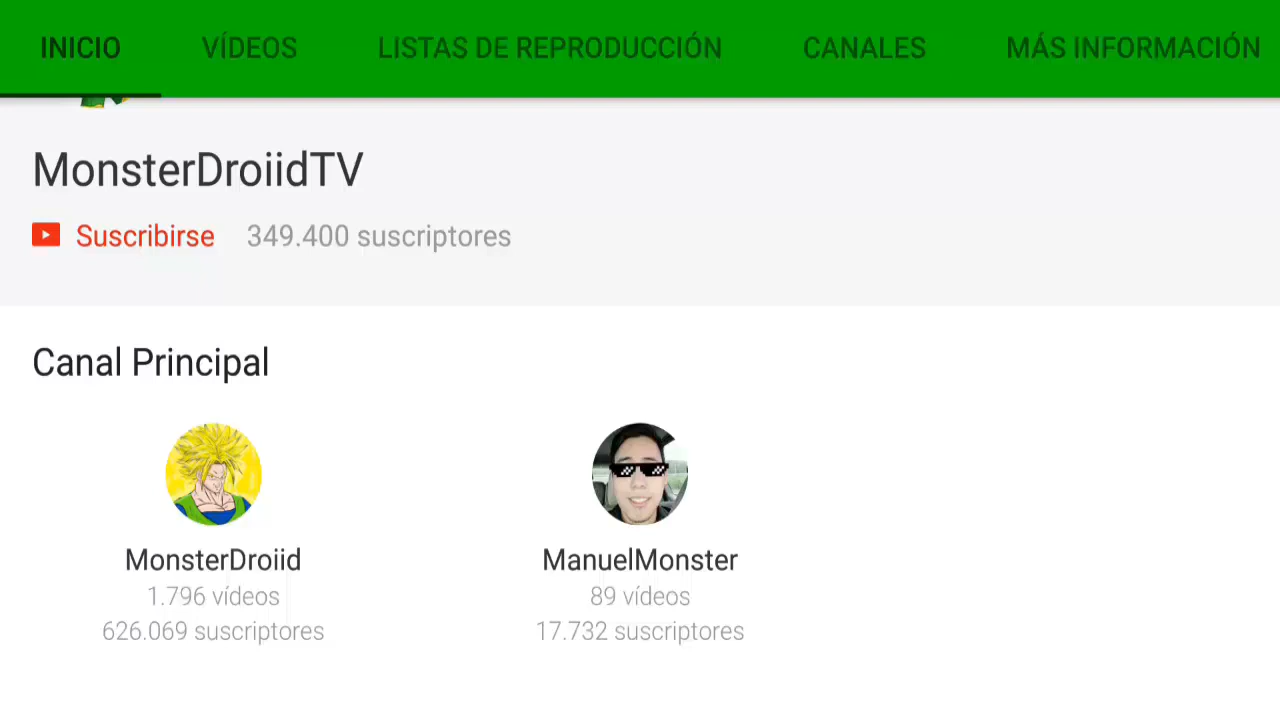 INICIO VÍDEOS LISTAS DE REPRODUCCIÓN CANALES MÁS INFORMACIÓN
MonsterDroiidTV
Suscribirse 349.400 suscriptores
Canal Principal
MonsterDroiid ManuelMonster
1.796 vídeos 89 vídeos
626.069 suscriptores 17.732 suscriptores